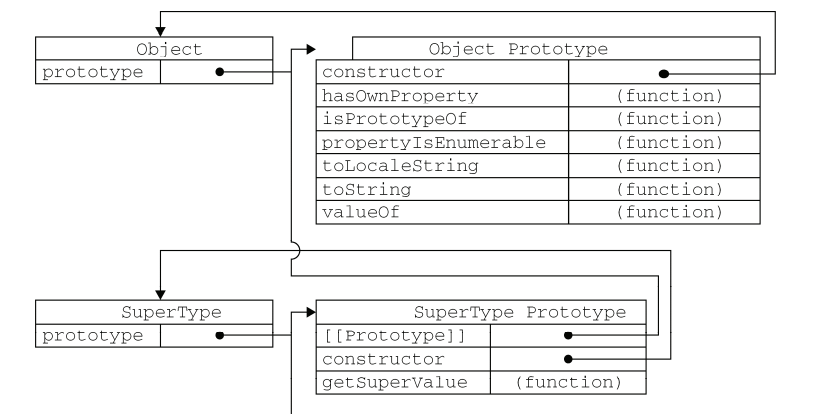 Object
prototype
Object Prototype
constructor
hasOwnProperty (function)
isPrototypeOf (function)
propertyIsEnumerable (function)
toLocaleString (function)
toString (function)
valueOf (function)
SuperType
prototype
SuperType Prototype
[[Prototype]]
constructor
getSuperValue (function)